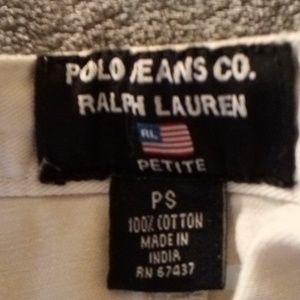 POLO JEANS CO.
RALPH LAUREN
RL
PETITE
PS
100% COTTON
MADE IN
INDIA
RN 67437